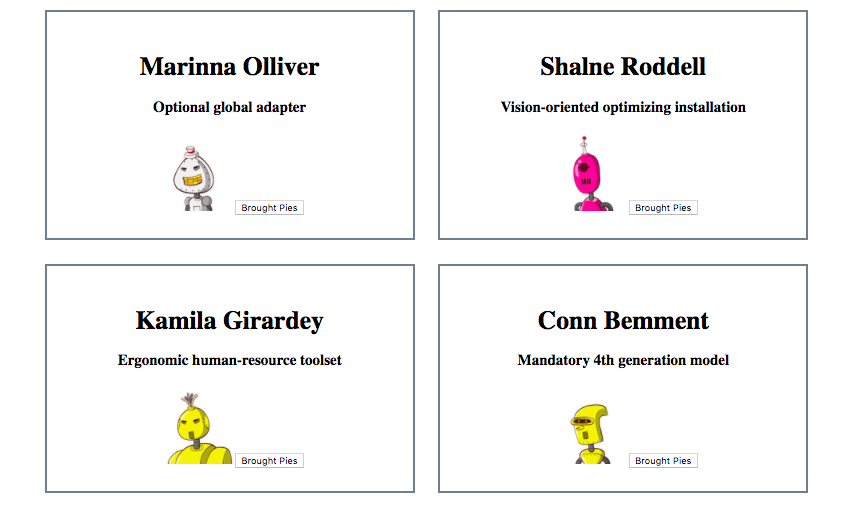 Marinna Olliver
Optional global adapter
Brought Pies
Shalne Roddell
Vision-oriented optimizing installation
Brought Pies
Kamila Girardey
Ergonomic human-resource toolset
Brought Pies
Conn Bemment
Mandatory 4th generation model
Brought Pies